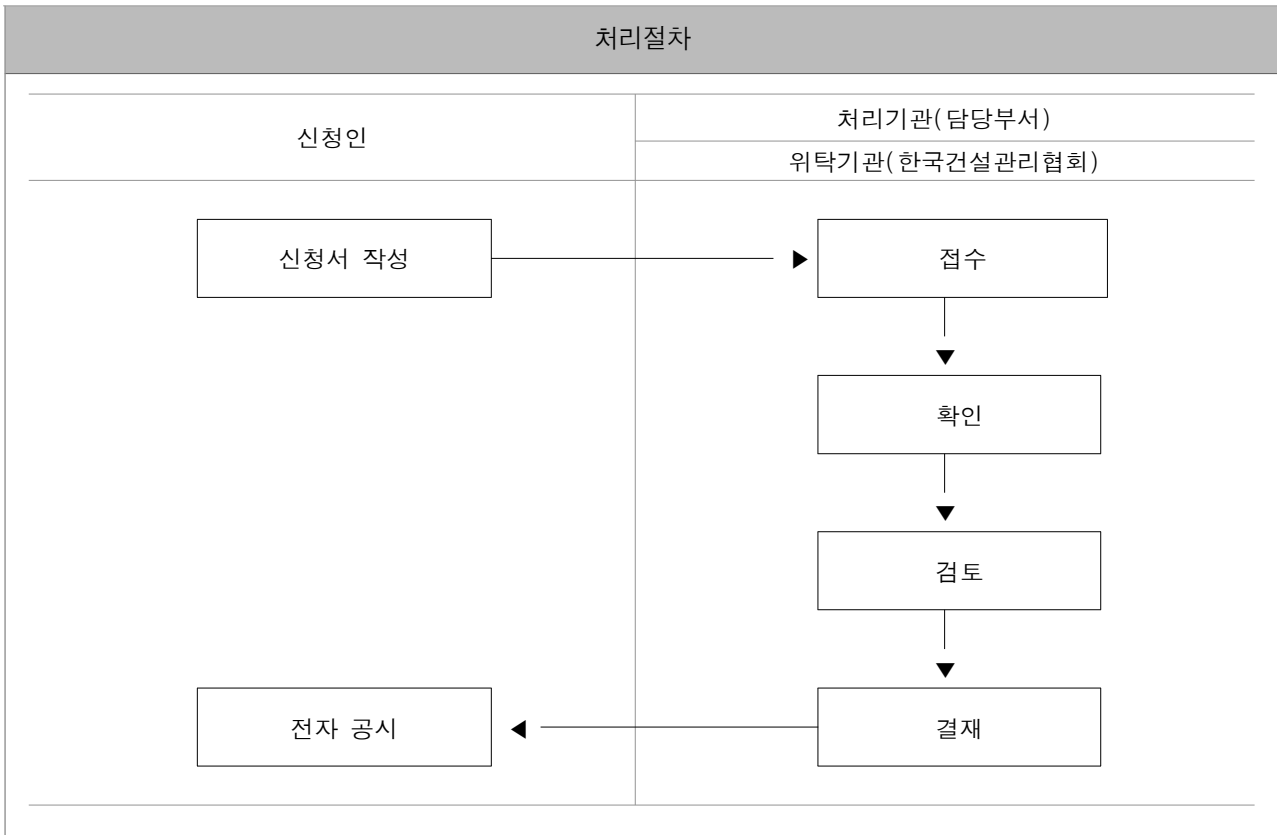 처리절차
신청인
처리기관(담당부서)
위탁기관(한국건설관리협회)
신청서 작성
접수
확인
검토
전자 공시
결재